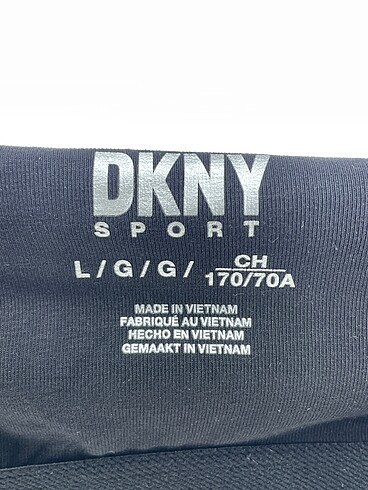 DKNY
SPORT
L/G/G/ CH
170/70A
MADE IN VIETNAM
FABRIQUÉ AU VIETNAM
HECHO EN VIETNAM
GEMAAKT IN VIETNAM